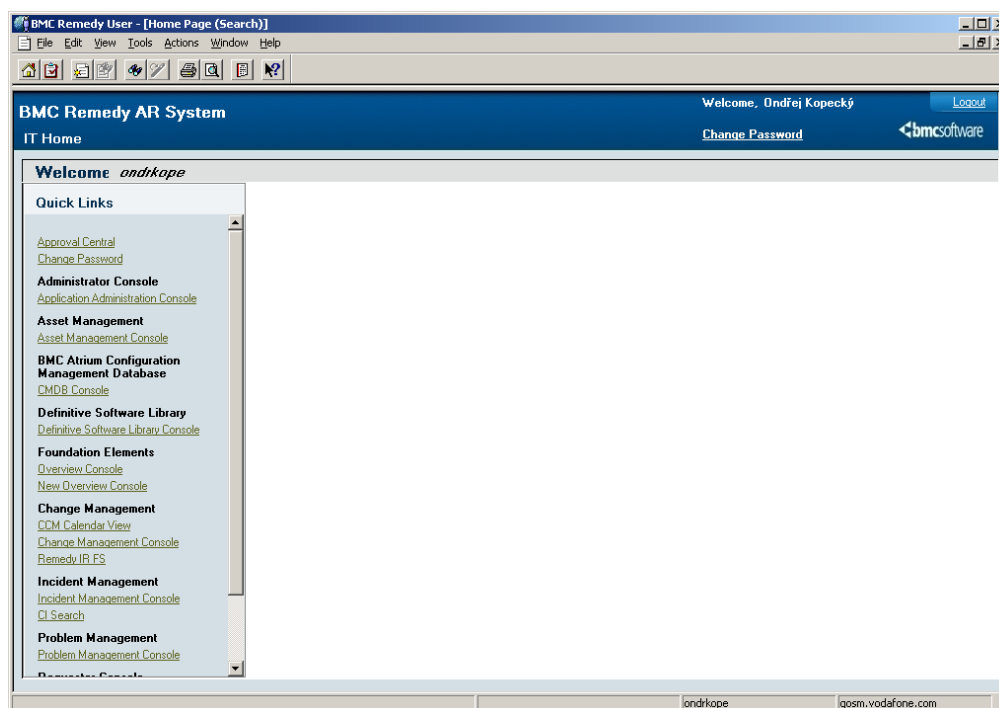 BMC Remedy User - [Home Page (Search)]
File Edit View Tools Actions Window Help
BMC Remedy AR System
Welcome, Ondřej Kopecký
Logout
IT Home
Change Password
bmcsoftware
Welcome ondrkope
Quick Links
Approval Central
Change Password
Administrator Console
Application Administration Console
Asset Management
Asset Management Console
BMC Atrium Configuration
Management Database
CMDB Console
Definitive Software Library
Definitive Software Library Console
Foundation Elements
Overview Console
New Overview Console
Change Management
CCM Calendar View
Change Management Console
Remedy IR FS
Incident Management
Incident Management Console
CI Search
Problem Management
Problem Management Console
Requester Console
ondrkope
qosm.vodafone.com